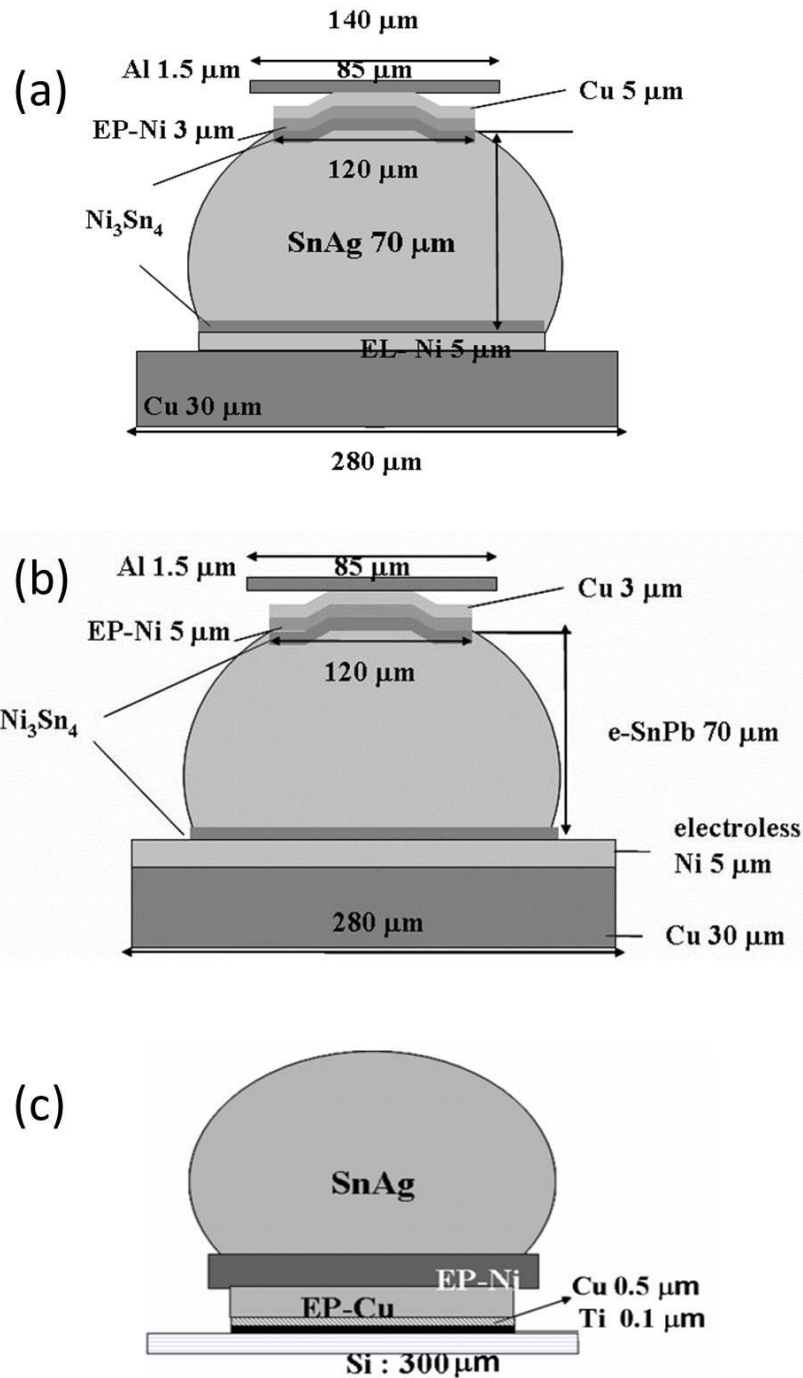 140 μm
(a)
Al 1.5 μm
85 μm
Cu 5 μm
EP-Ni 3 μm
120 μm
Ni3Sn4
SnAg 70 μm
EL- Ni 5 μm
Cu 30 μm
280 μm
(b)
Al 1.5 μm
85 μm
Cu 3 μm
EP-Ni 5 μm
120 μm
Ni3Sn4
e-SnPb 70 μm
electroless
Ni 5 μm
280 μm
Cu 30 μm
(c)
SnAg
EP-Ni
EP-Cu
Cu 0.5 μm
Ti 0.1 μm
Si : 300 μm